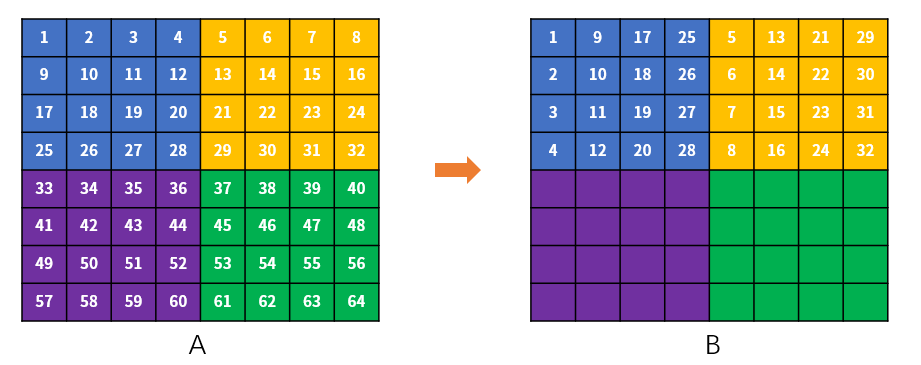 1 2 3 4 5 6 7 8
9 10 11 12 13 14 15 16
17 18 19 20 21 22 23 24
25 26 27 28 29 30 31 32
33 34 35 36 37 38 39 40
41 42 43 44 45 46 47 48
49 50 51 52 53 54 55 56
57 58 59 60 61 62 63 64
A
1 9 17 25 5 13 21 29
2 10 18 26 6 14 22 30
3 11 19 27 7 15 23 31
4 12 20 28 8 16 24 32
B